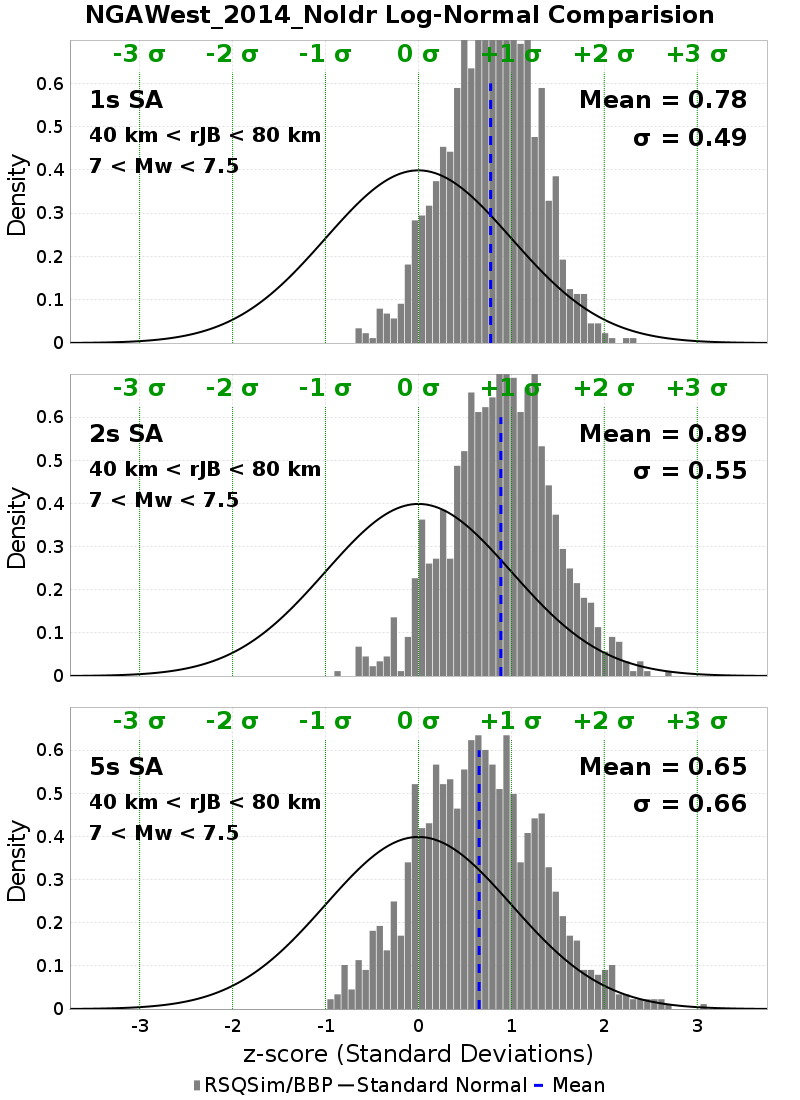 NGAWest_2014_NoIdr Log-Normal Comparision
-3 σ -2 σ -1 σ 0 σ +1 σ +2 σ +3 σ
1s SA Mean = 0.78
40 km < rJB < 80 km σ = 0.49
7 < Mw < 7.5
Density
0.6
0.5
0.4
0.3
0.2
0.1
0
-3 σ -2 σ -1 σ 0 σ +1 σ +2 σ +3 σ
2s SA Mean = 0.89
40 km < rJB < 80 km σ = 0.55
7 < Mw < 7.5
Density
0.6
0.5
0.4
0.3
0.2
0.1
0
-3 σ -2 σ -1 σ 0 σ +1 σ +2 σ +3 σ
5s SA Mean = 0.65
40 km < rJB < 80 km σ = 0.66
7 < Mw < 7.5
Density
0.6
0.5
0.4
0.3
0.2
0.1
0
-3 -2 -1 0 1 2 3
z-score (Standard Deviations)
RSQSim/BBP Standard Normal Mean